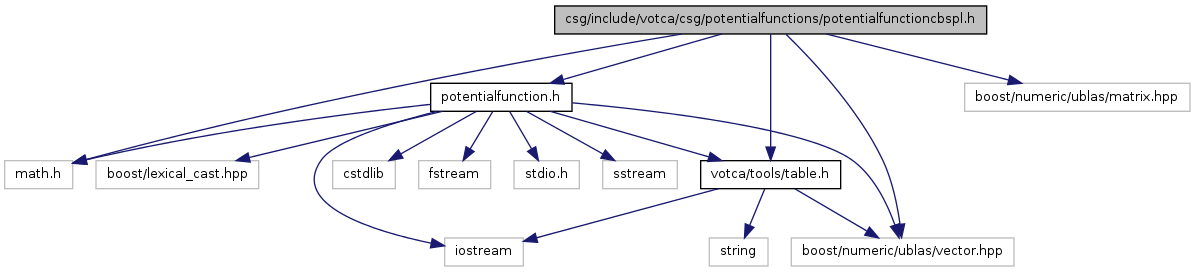 csg/include/votca/csg/potentialfunctions/potentialfunctioncbspl.h
potentialfunction.h
boost/numeric/ublas/matrix.hpp
math.h
boost/lexical_cast.hpp
cstdlib
fstream
stdio.h
sstream
votca/tools/table.h
iostream
string
boost/numeric/ublas/vector.hpp